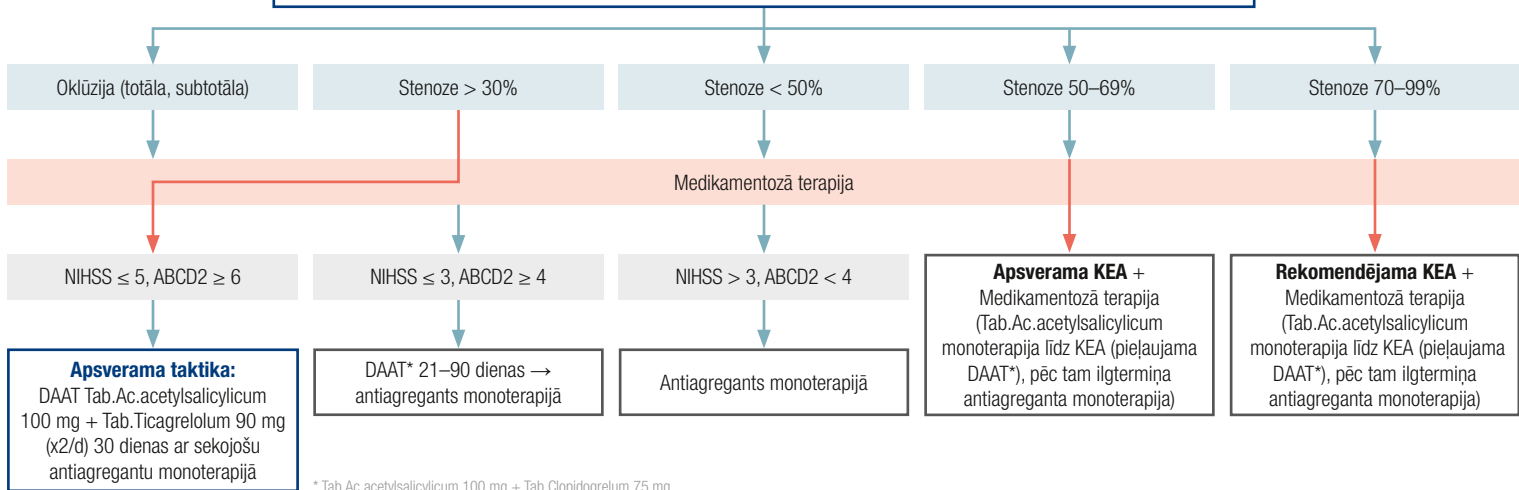 Oklūzija (totāla, subtotāla)
Stenoze > 30%
Stenoze < 50%
Stenoze 50–69%
Stenoze 70–99%
Medikamentozā terapija
NIHSS ≤ 5, ABCD2 ≥ 6
NIHSS ≤ 3, ABCD2 ≥ 4
NIHSS > 3, ABCD2 < 4
Apsverama KEA +
Medikamentozā terapija
(Tab.Ac.acetylsalicylicum
monoterapija līdz KEA (pieļaujama
DAAT*), pēc tam ilgtermiņa
antiagreganta monoterapija)
Rekomendējama KEA +
Medikamentozā terapija
(Tab.Ac.acetylsalicylicum
monoterapija līdz KEA (pieļaujama
DAAT*), pēc tam ilgtermiņa
antiagreganta monoterapija)
Apsverama taktika:
DAAT Tab.Ac.acetylsalicylicum
100 mg + Tab.Ticagrelolum 90 mg
(x2/d) 30 dienas ar sekojošu
antiagregantu monoterapijā
DAAT* 21–90 dienas →
antiagregants monoterapijā
Antiagregants monoterapijā
* Tab.Ac.acetylsalicylicum 100 mg + Tab.Clopidogrelum 75 mg